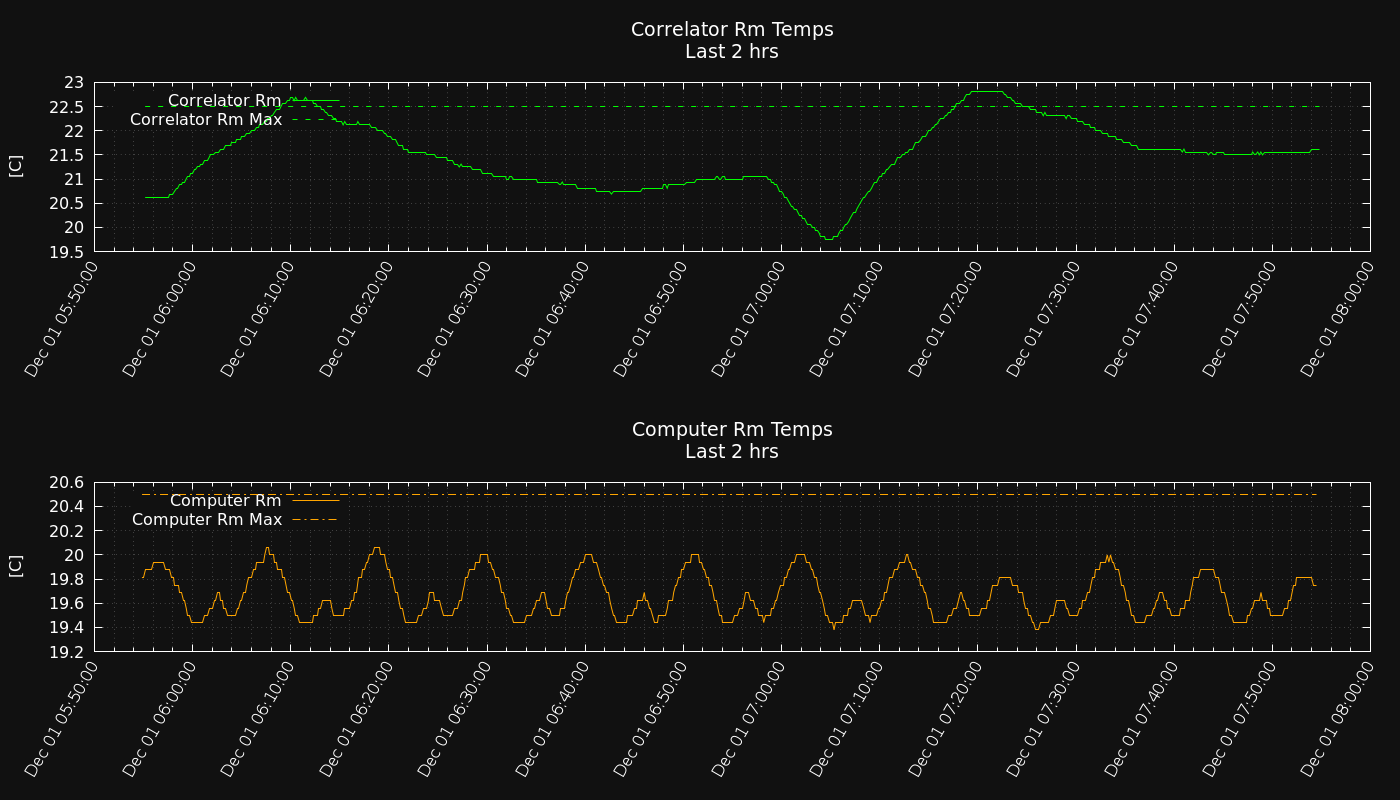 Correlator Rm Temps
Last 2 hrs
[C]
23
22.5
22
21.5
21
20.5
20
19.5
Correlator Rm
Correlator Rm Max
Dec 01 05:50:00
Dec 01 06:00:00
Dec 01 06:10:00
Dec 01 06:20:00
Dec 01 06:30:00
Dec 01 06:40:00
Dec 01 06:50:00
Dec 01 07:00:00
Dec 01 07:10:00
Dec 01 07:20:00
Dec 01 07:30:00
Dec 01 07:40:00
Dec 01 07:50:00
Dec 01 08:00:00
Computer Rm Temps
Last 2 hrs
[C]
20.6
20.4
20.2
20
19.8
19.6
19.4
19.2
Computer Rm
Computer Rm Max
Dec 01 05:50:00
Dec 01 06:00:00
Dec 01 06:10:00
Dec 01 06:20:00
Dec 01 06:30:00
Dec 01 06:40:00
Dec 01 06:50:00
Dec 01 07:00:00
Dec 01 07:10:00
Dec 01 07:20:00
Dec 01 07:30:00
Dec 01 07:40:00
Dec 01 07:50:00
Dec 01 08:00:00